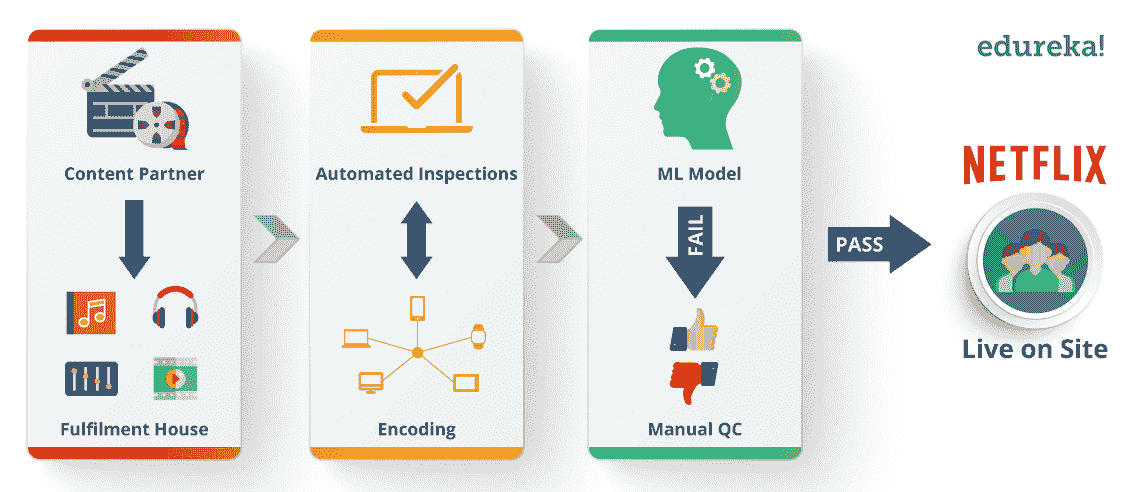 edureka!
Content Partner
Fulfilment House
Automated Inspections
Encoding
ML Model
FAIL
Manual QC
PASS
NETFLIX
Live on Site